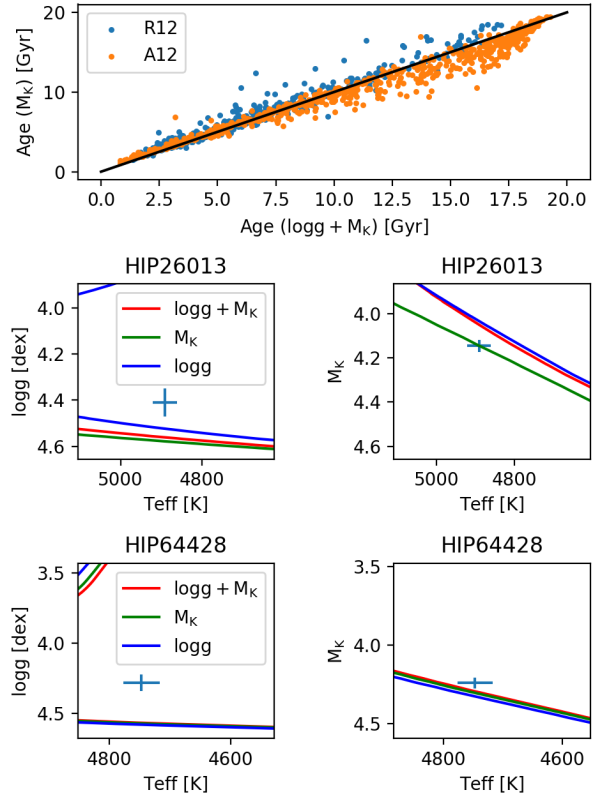 R12
A12
20
10
0
Age (M_K) [Gyr]
0.0 2.5 5.0 7.5 10.0 12.5 15.0 17.5 20.0
Age (logg + M_K) [Gyr]
HIP26013
logg + M_K
M_K
logg
4.0
4.2
4.4
4.6
logg [dex]
5000 4800
Teff [K]
HIP26013
4.0
4.2
4.4
4.6
M_K
5000 4800
Teff [K]
HIP64428
logg + M_K
M_K
logg
3.5
4.0
4.5
logg [dex]
4800 4600
Teff [K]
HIP64428
3.5
4.0
4.5
M_K
4800 4600
Teff [K]